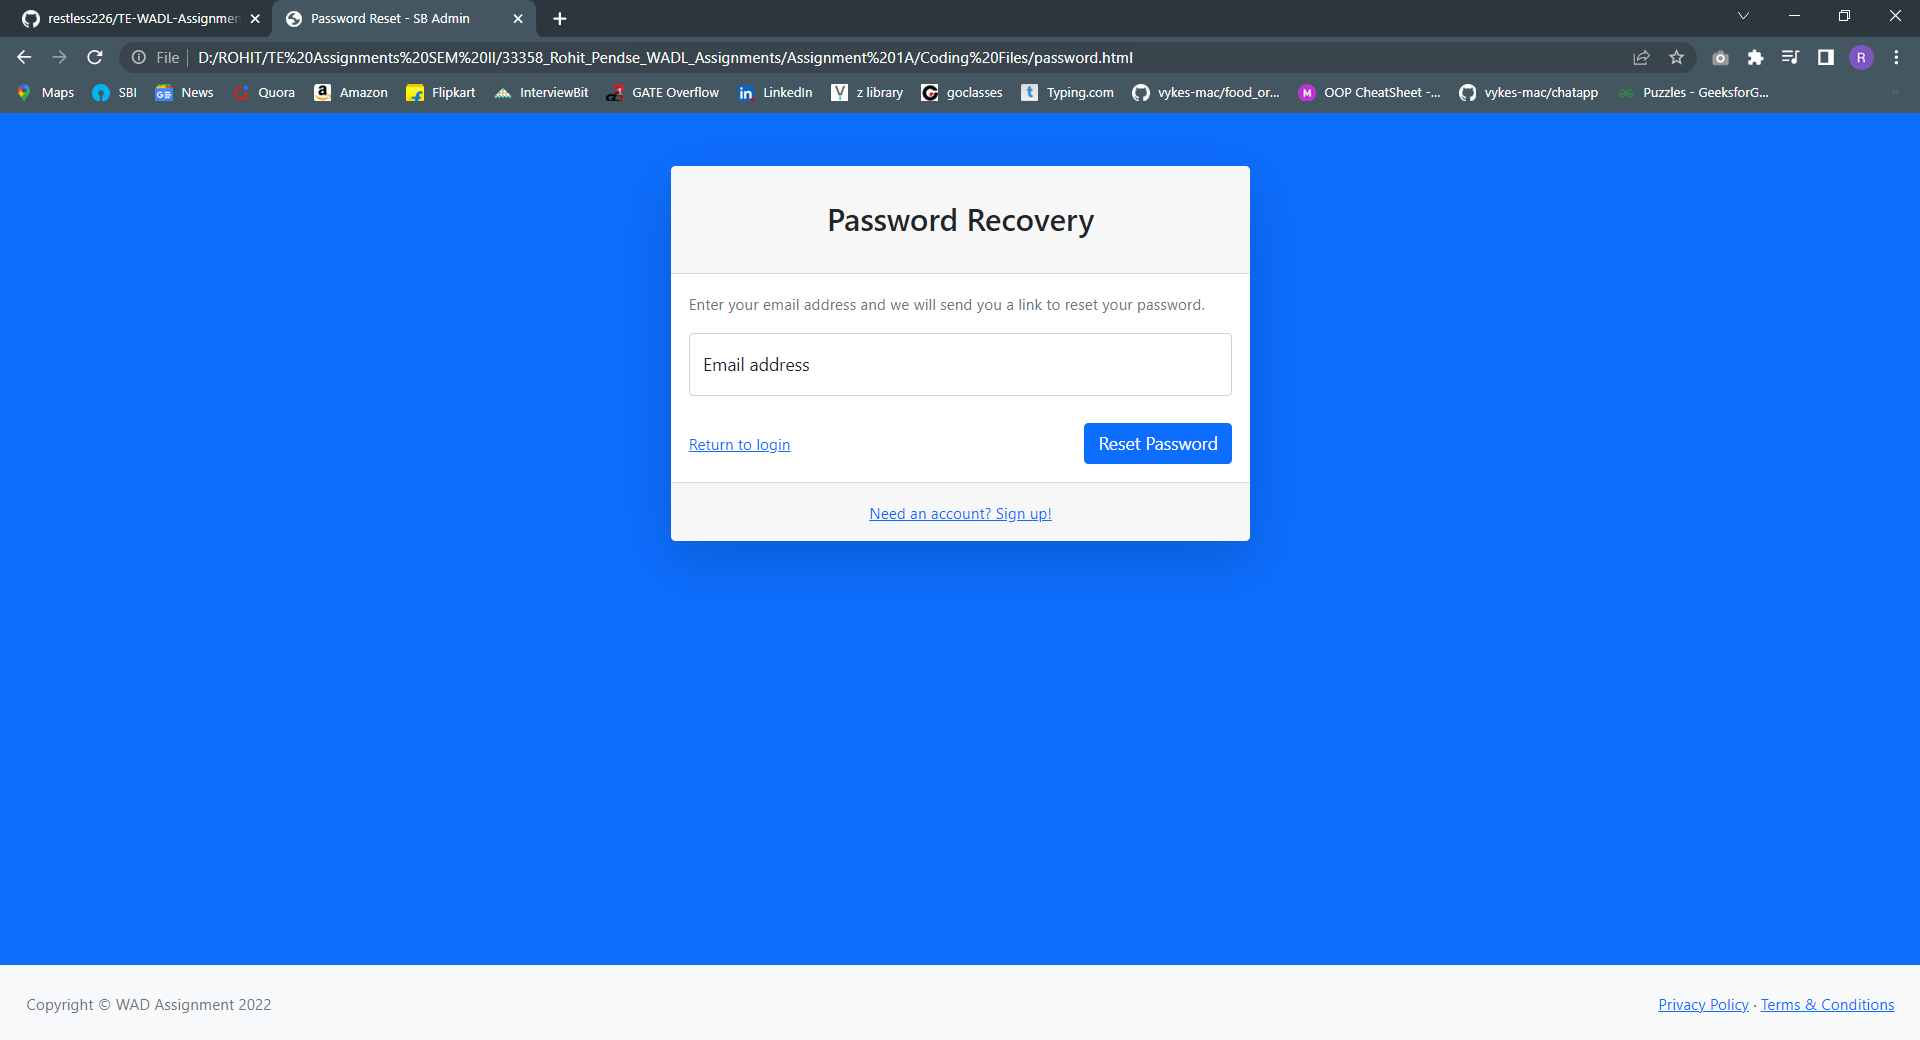 restless226/TE-WADL-Assignmen
Password Reset - SB Admin
File
D:/ROHIT/TE%20Assignments%20SEM%20II/33358_Rohit_Pendse_WADL_Assignments/Assignment%201A/Coding%20Files/password.html
R
Maps
SBI
News
Quora
Amazon
Flipkart
InterviewBit
GATE Overflow
LinkedIn
z library
goclasses
Typing.com
vykes-mac/food_or...
OOP CheatSheet -...
vykes-mac/chatapp
Puzzles - GeeksforG...
Password Recovery
Enter your email address and we will send you a link to reset your password.
Email address
Return to login
Reset Password
Need an account? Sign up!
Copyright © WAD Assignment 2022
Privacy Policy · Terms & Conditions